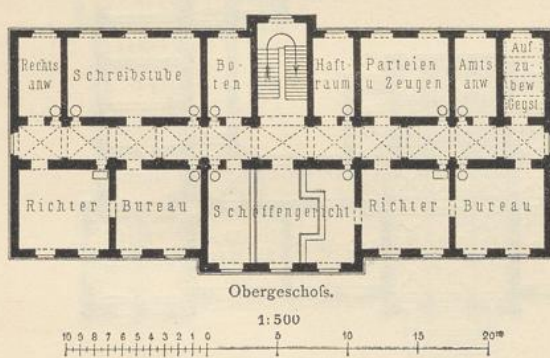 Rechts
anw
Schreibstube
Bo-
ten
Haft-
raum
Parteien
u Zeugen
Amts
anw
Auf
zu-
bew
Gegst
Richter
Bureau
Schöffengericht
Richter
Bureau
Obergeschoſs.
1:500
10 9 8 7 6 5 4 3 2 1 0 5 10 15 20m